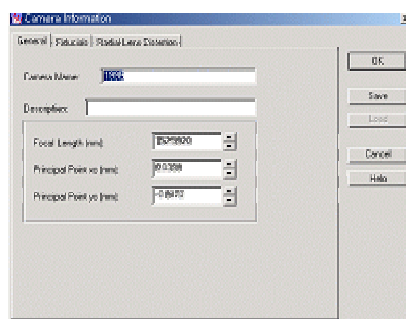 Camera Information
General Fiducials Radial Lens Distortion
OK
Camera Name:
Save
Description:
Load
Focal Length (mm):
Principal Point xo (mm):
Cancel
Principal Point yo (mm):
Help